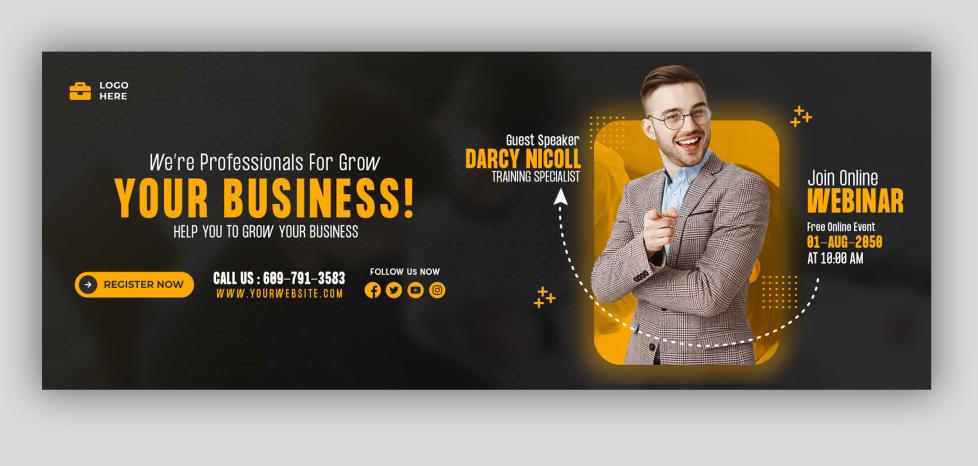 LOGO
HERE
We're Professionals For Grow
YOUR BUSINESS!
HELP YOU TO GROW YOUR BUSINESS
REGISTER NOW
CALL US : 609-791-3583
WWW.YOURWEBSITE.COM
FOLLOW US NOW
Guest Speaker
DARCY NICOLL
TRAINING SPECIALIST
Join Online
WEBINAR
Free Online Event
01-AUG-2050
AT 10:00 AM